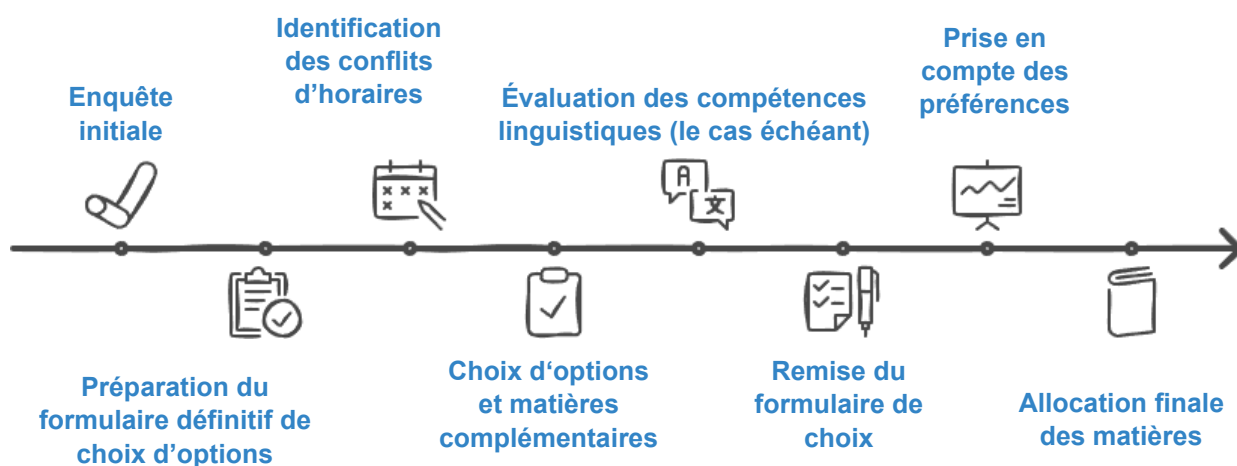 Enquête
initiale
Préparation du
formulaire définitif de
choix d'options
Identification
des conflits
d'horaires
Choix d‘options
et matières
complémentaires
Évaluation des compétences
linguistiques (le cas échéant)
A
文
Remise du
formulaire de
choix
Prise en
compte des
préférences
Allocation finale
des matières